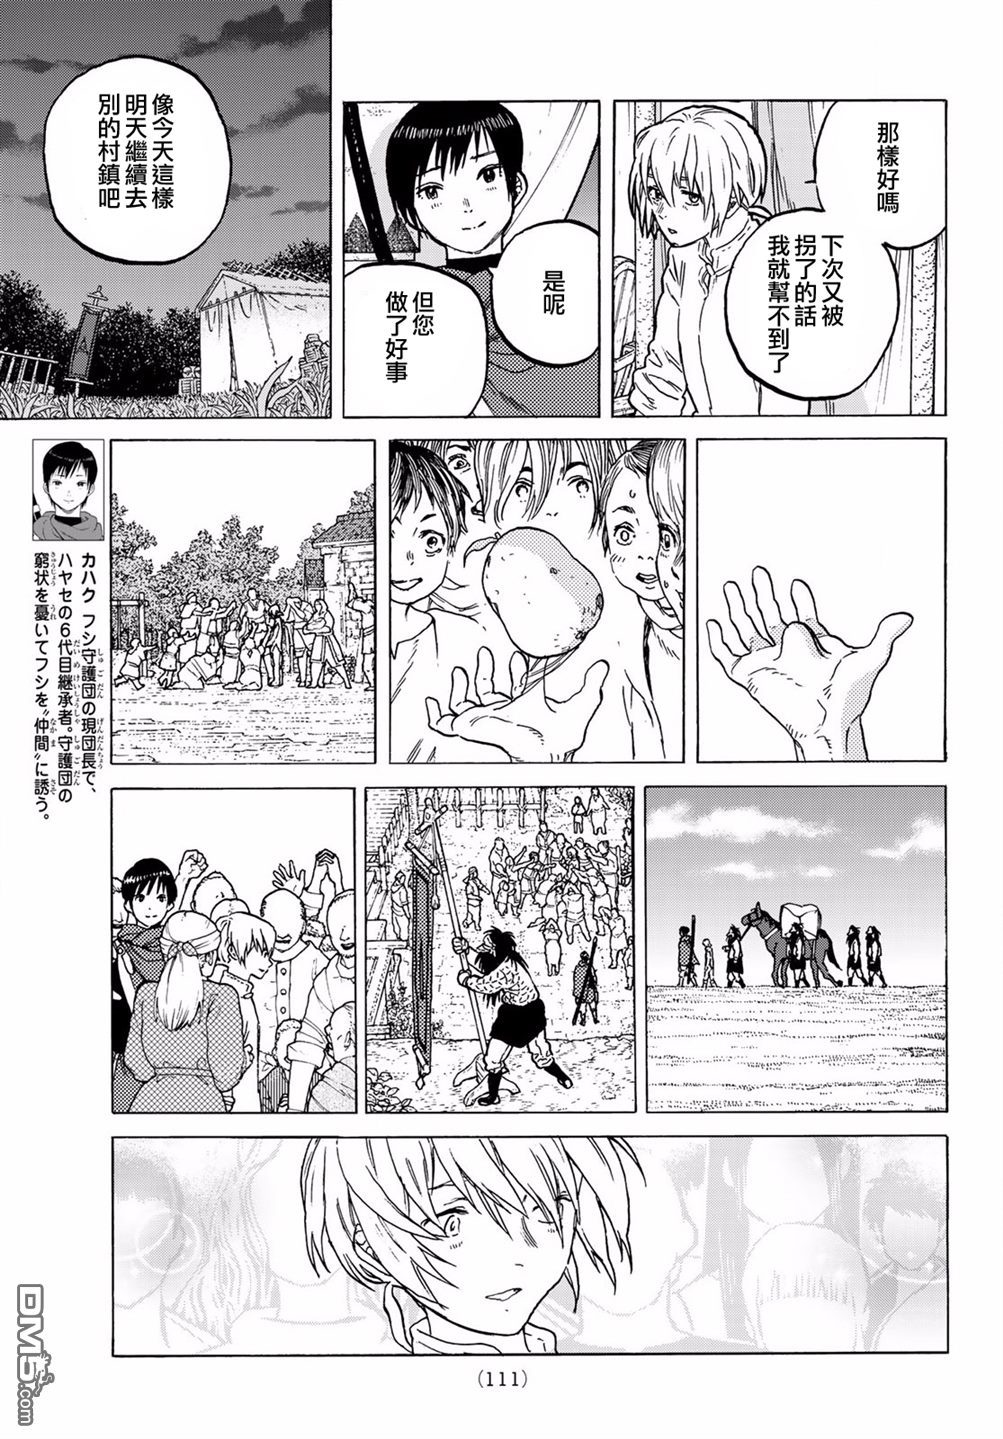 那樣好嗎
下次又被
拐了的話
我就幫不到了
是呢
但您
做了好事
像今天這樣
明天繼續去
別的村鎮吧
カハク フシ守護団の現団長で、
ハヤセの6代目継承者。守護団の
窮状を憂いてフシを〝仲間〟に誘う。
(111)
DM5.com